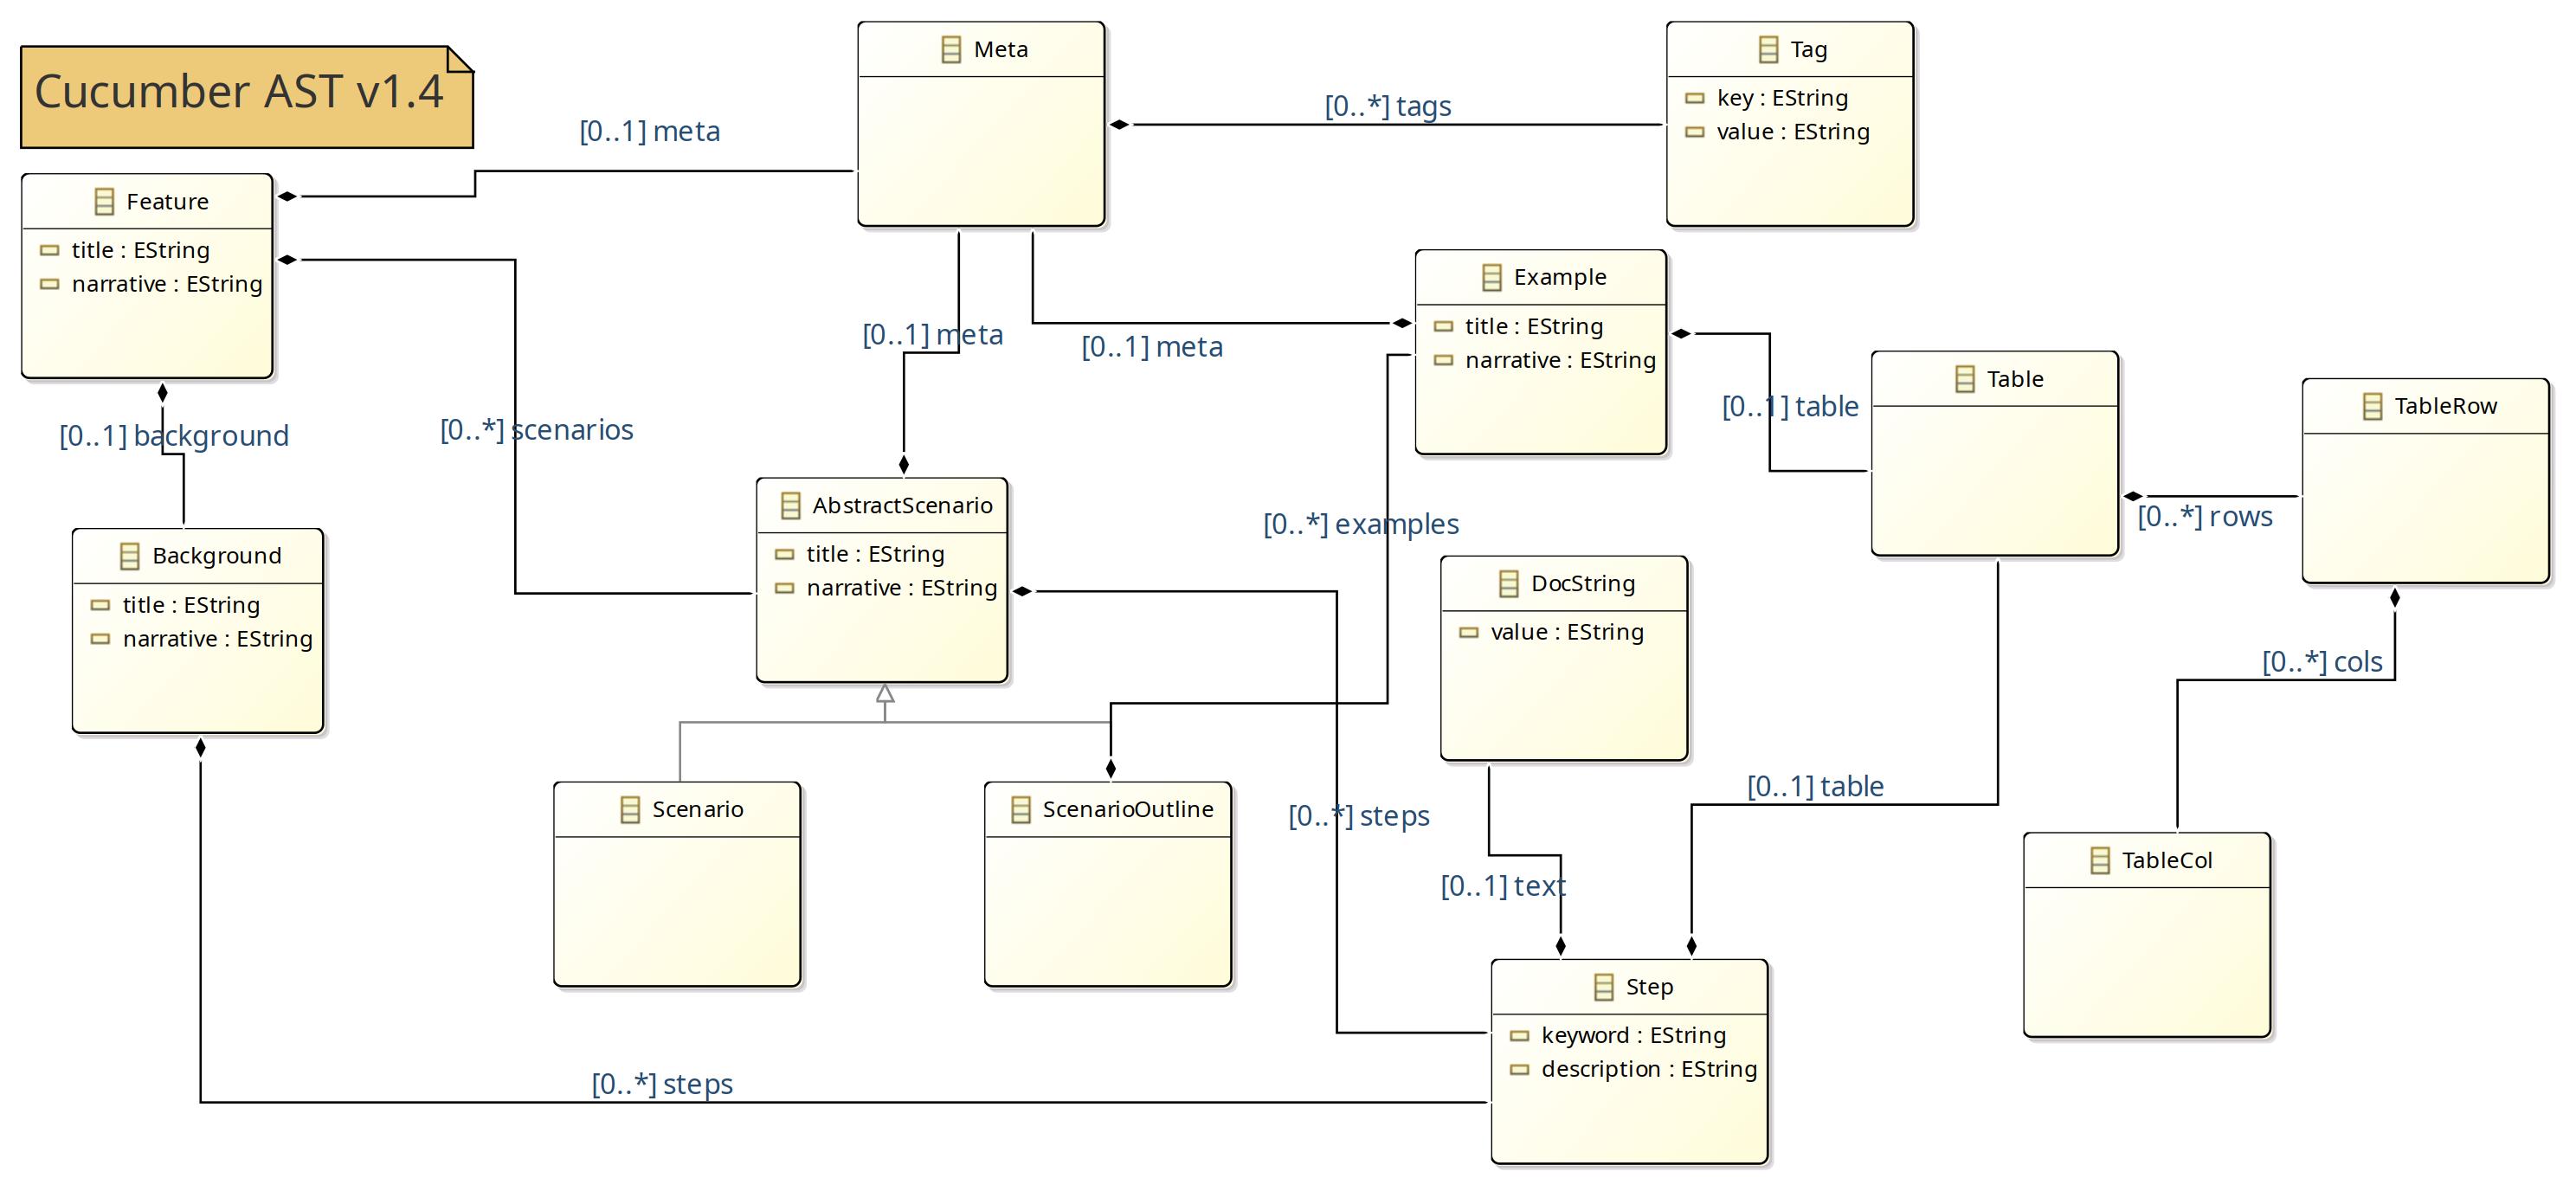 Cucumber AST v1.4
Meta
Tag
key : EString
value : EString
[0..*] tags
[0..1] meta
Feature
title : EString
narrative : EString
Example
title : EString
narrative : EString
[0..1] meta
[0..1] meta
Table
TableRow
[0..1] table
[0..1] background
[0..*] scenarios
AbstractScenario
title : EString
narrative : EString
[0..*] examples
[0..*] rows
Background
title : EString
narrative : EString
DocString
value : EString
[0..*] cols
Scenario
ScenarioOutline
[0..*] steps
[0..1] table
[0..1] text
TableCol
Step
keyword : EString
description : EString
[0..*] steps